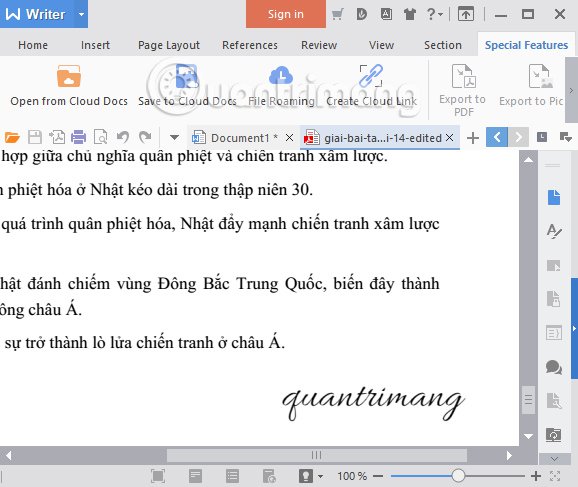 Writer
Sign in
Home Insert Page Layout References Review View Section Special Features
Quantrimang
Open from Cloud Docs Save to Cloud Docs File Roaming Create Cloud Link Export to PDF Export to Pic
Document1 * giai-bai-ta...i-14-edited
hợp giữa chủ nghĩa quân phiệt và chiến tranh xâm lược.
phiệt hóa ở Nhật kéo dài trong thập niên 30.
quá trình quân phiệt hóa, Nhật đẩy mạnh chiến tranh xâm lược
hật đánh chiếm vùng Đông Bắc Trung Quốc, biến đây thành
ông châu Á.
sự trở thành lò lửa chiến tranh ở châu Á.
quantrimang
100 %